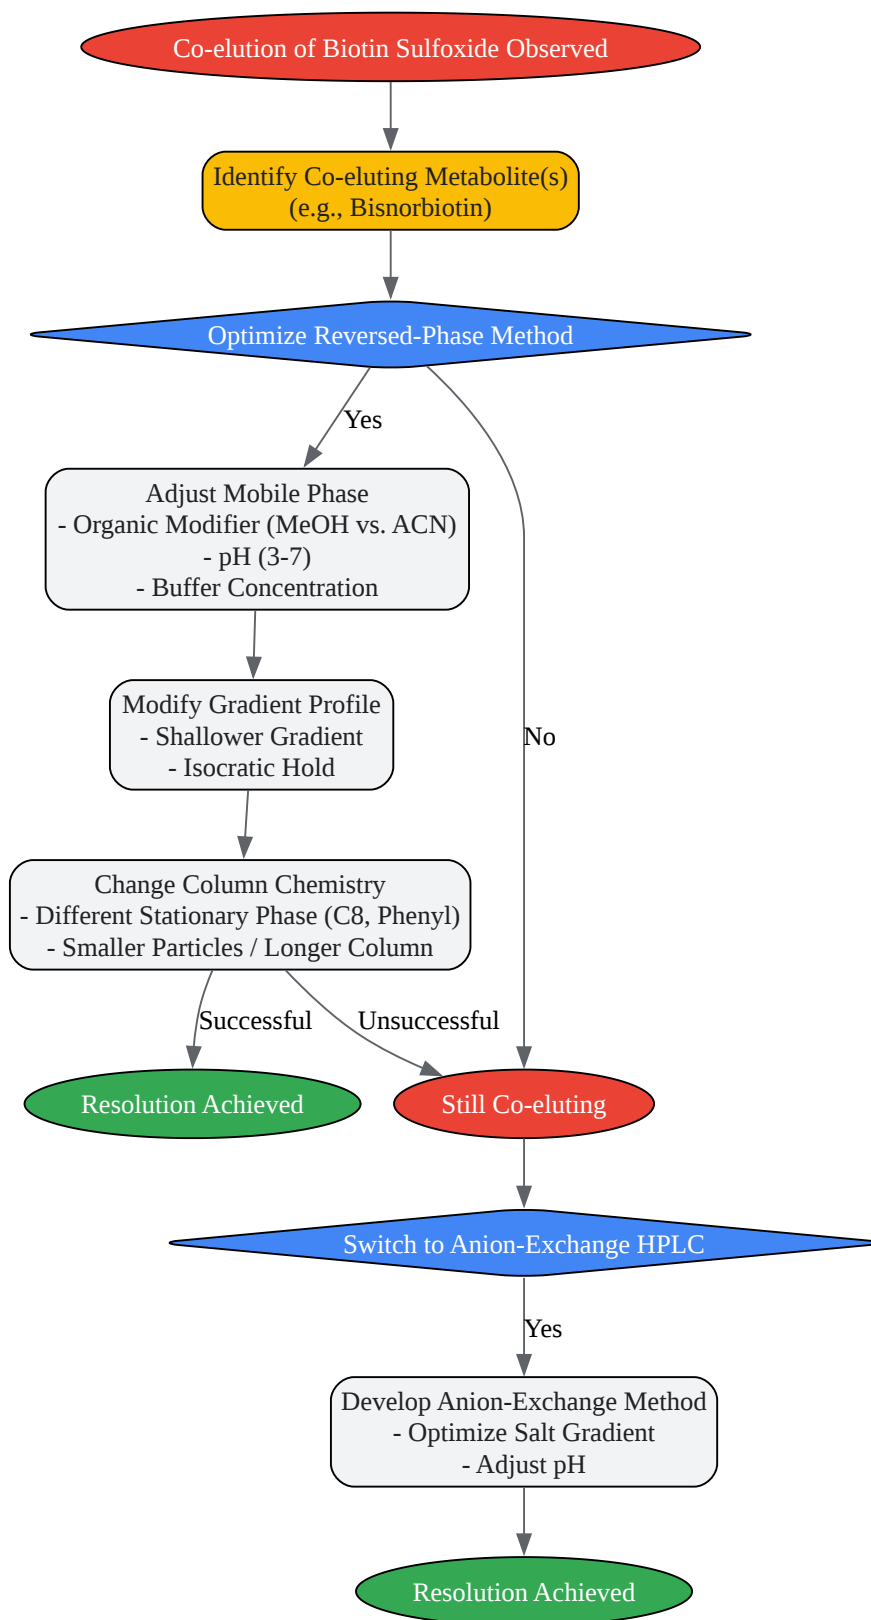 Co-elution of Biotin Sulfoxide Observed
Identify Co-eluting Metabolite(s)
(e.g., Bisnorbiotin)
Optimize Reversed-Phase Method
Yes
Adjust Mobile Phase
- Organic Modifier (MeOH vs. ACN)
- pH (3-7)
- Buffer Concentration
Modify Gradient Profile
- Shallower Gradient
- Isocratic Hold
No
Change Column Chemistry
- Different Stationary Phase (C8, Phenyl)
- Smaller Particles / Longer Column
Successful
Unsuccessful
Resolution Achieved
Still Co-eluting
Switch to Anion-Exchange HPLC
Yes
Develop Anion-Exchange Method
- Optimize Salt Gradient
- Adjust pH
Resolution Achieved